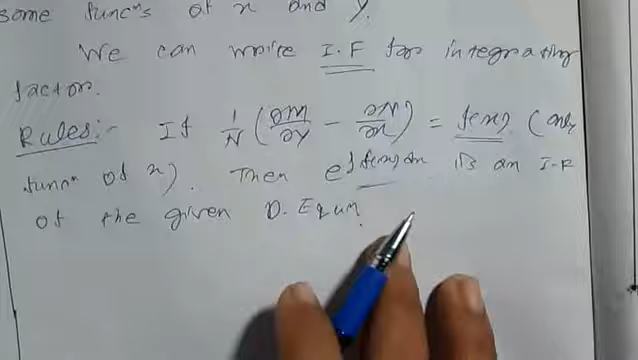 some funcⁿs of x and y.
We can write I.F for integrating
factor.
Rules:- If 1/N (∂M/∂y - ∂N/∂x) = f(x) (only
funcⁿ of x). Then e^∫f(x)dx is an I.F
of the given D. Equn.